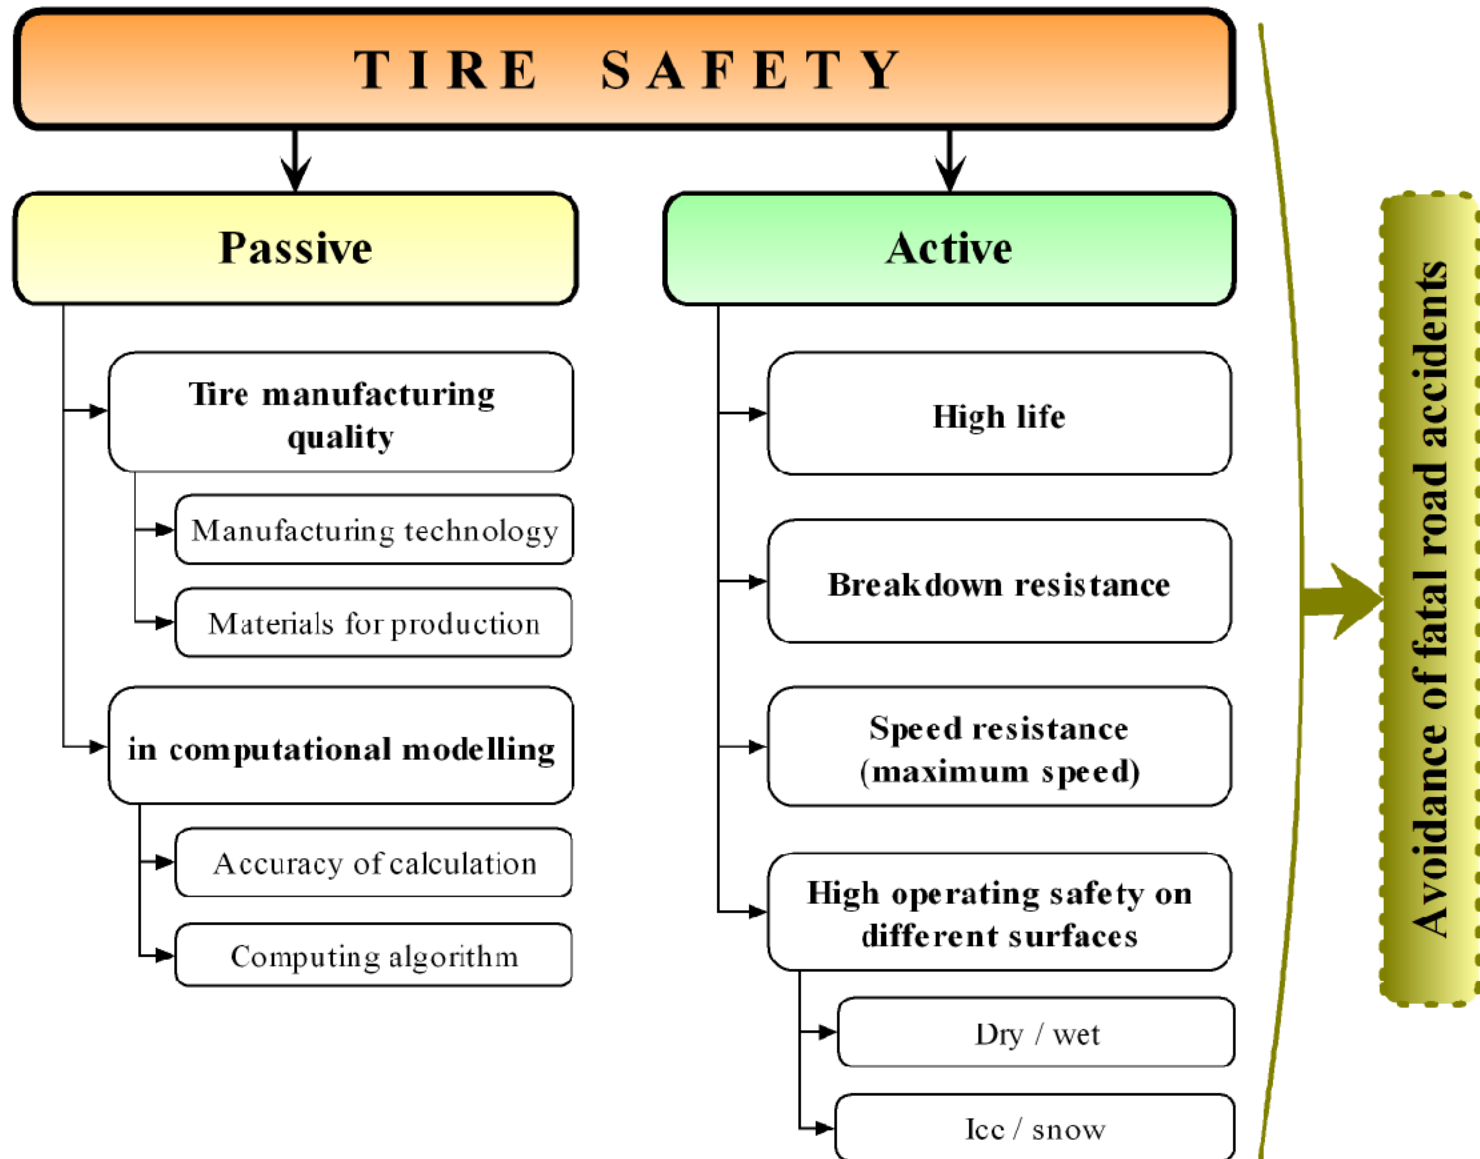 TIRE SAFETY
Passive
Tire manufacturing
quality
Manufacturing technology
Materials for production
in computational modelling
Accuracy of calculation
Computing algorithm
Active
High life
Breakdown resistance
Speed resistance
(maximum speed)
High operating safety on
different surfaces
Dry / wet
Ice / snow
Avoidance of fatal road accidents